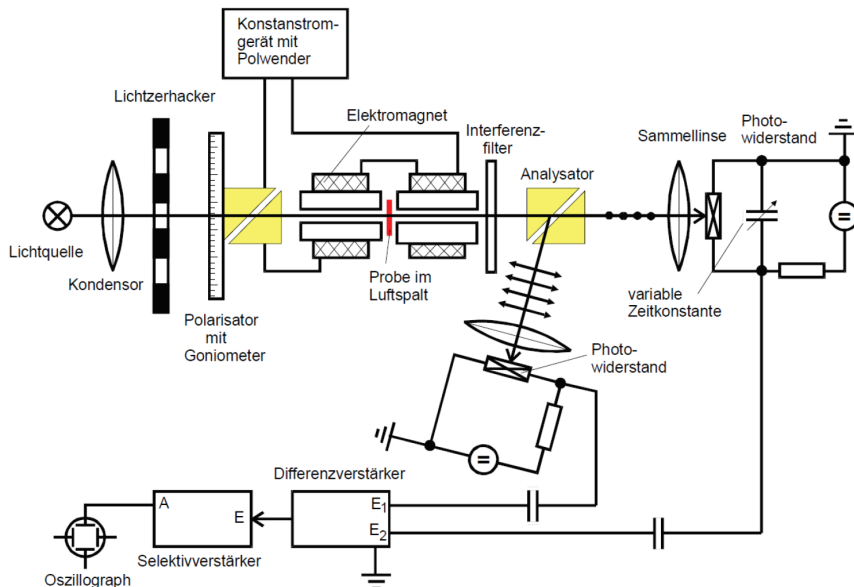 Konstanstrom-
gerät mit
Polwender
Lichtzerhacker
Elektromagnet
Interferenz-
filter
Analysator
Sammellinse
Photo-
widerstand
Lichtquelle
Kondensor
Polarisator
mit
Goniometer
Probe im
Luftspalt
variable
Zeitkonstante
Photo-
widerstand
Differenzverstärker
A
E
E1
E2
Selektivverstärker
Oszillograph